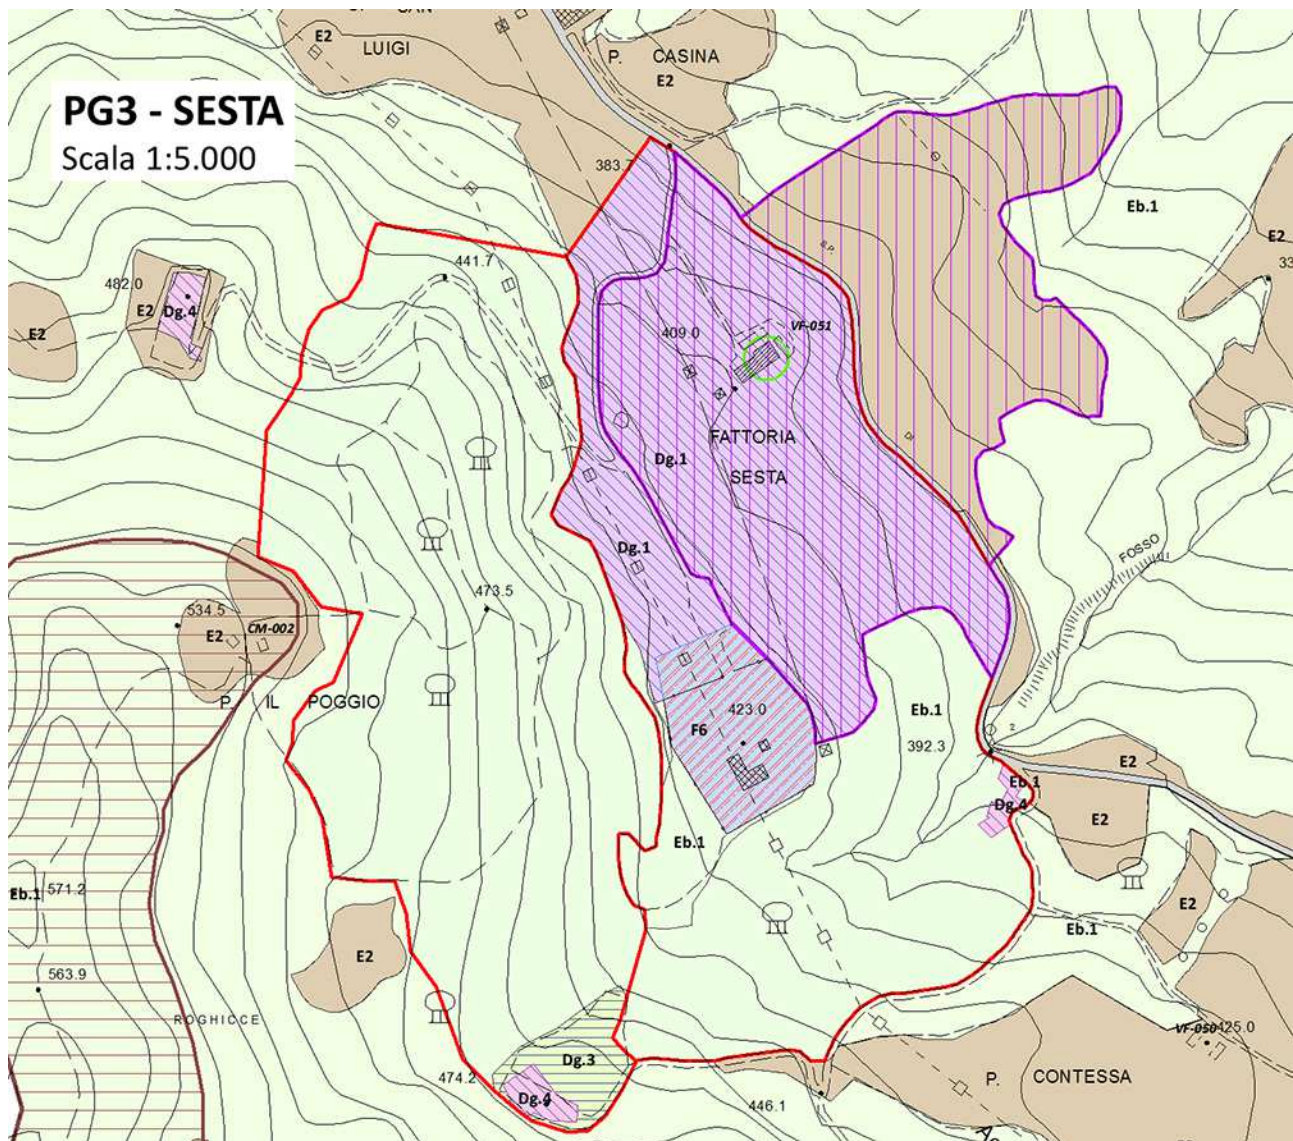 SAN
E2
LUIGI
P. CASINA
E2
PG3 - SESTA
Scala 1:5.000
383.7
Eb.1
E2
S.P.
441.7
482.0
E2
Dg.4
E2
33
VF-051
409.0
FATTORIA
DI
Dg.1
SESTA
Dg.1
FOSSO
473.5
534.5
E2
CM-002
P. IL POGGIO
423.0
F6
Eb.1
392.3
2
E2
Eb.1
Dg.4
E2
Eb.1
Eb.1
571.2
E2
Eb.1
E2
563.9
ROGHICCE
VF-050
425.0
Dg.3
474.2
Dg.4
P. CONTESSA
446.1